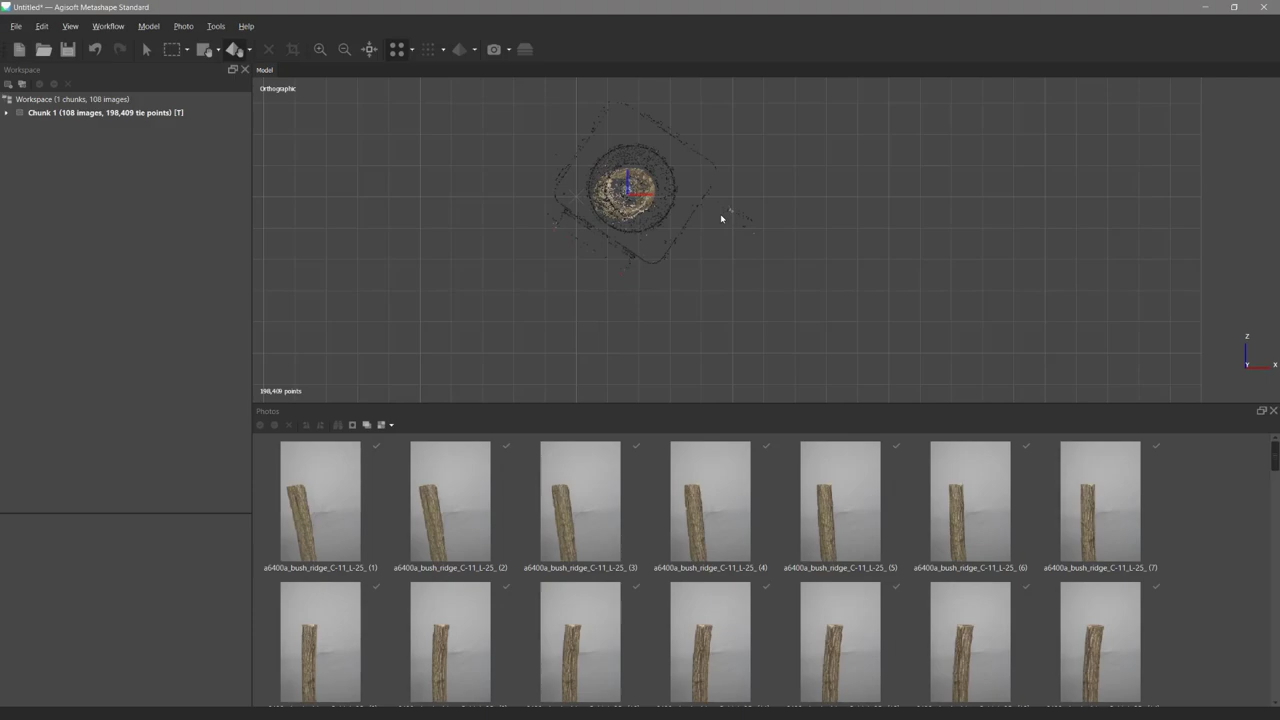 Untitled* — Agisoft Metashape Standard
File Edit View Workflow Model Photo Tools Help
Workspace
Model
Workspace (1 chunks, 108 images)
Chunk 1 (108 images, 198,409 tie points) [T]
Orthographic
Z
Y
X
198,409 points
Photos
a6400a_bush_ridge_C-11_L-25_ (1)
a6400a_bush_ridge_C-11_L-25_ (2)
a6400a_bush_ridge_C-11_L-25_ (3)
a6400a_bush_ridge_C-11_L-25_ (4)
a6400a_bush_ridge_C-11_L-25_ (5)
a6400a_bush_ridge_C-11_L-25_ (6)
a6400a_bush_ridge_C-11_L-25_ (7)